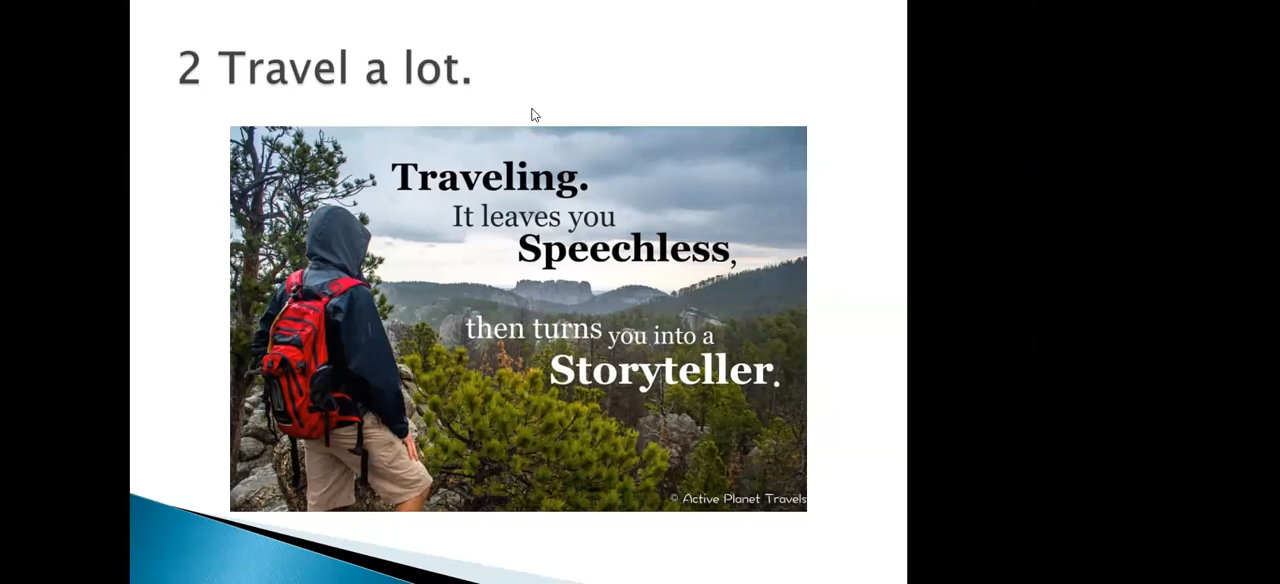 2 Travel a lot.
Traveling.
It leaves you
Speechless,
then turns you into a
Storyteller.
© Active Planet Travels